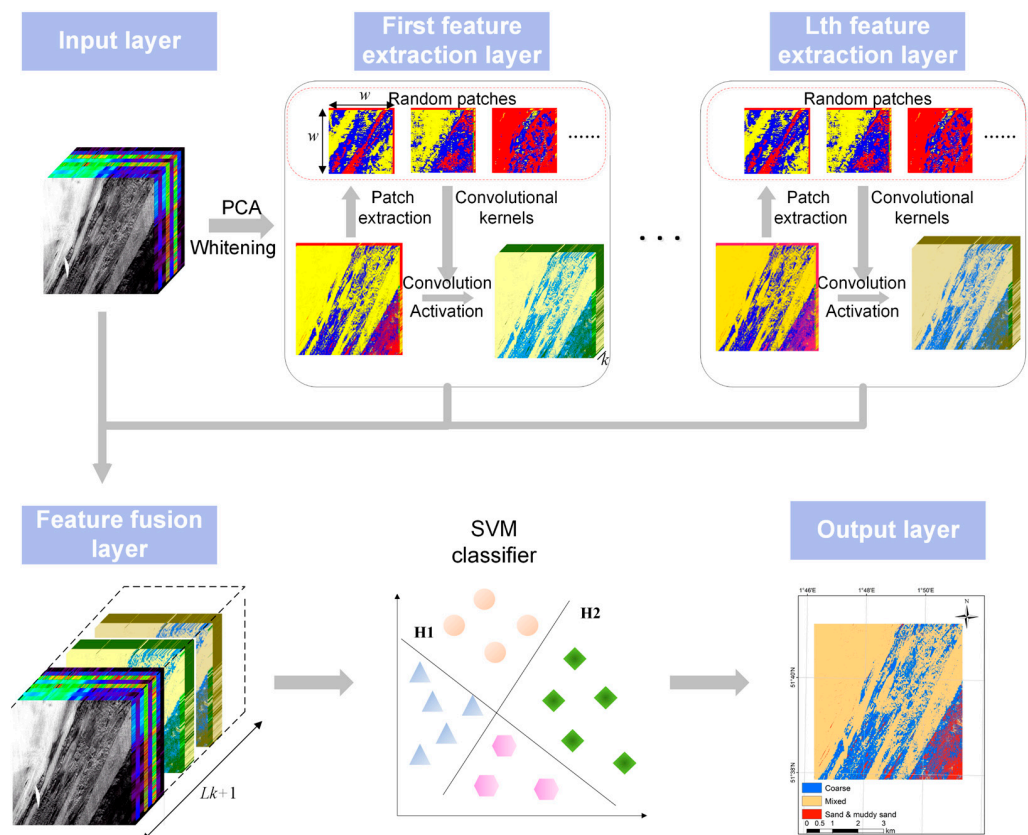 Input layer
First feature
extraction layer
Lth feature
extraction layer
w
Random patches
w
......
Patch
extraction
Convolutional
kernels
PCA
Whitening
Convolution
Activation
k
...
Random patches
......
Patch
extraction
Convolutional
kernels
Convolution
Activation
Feature fusion
layer
SVM
classifier
Output layer
H1
H2
Lk+1
1°46'E
1°48'E
1°50'E
N
51°40'N
51°38'N
Coarse
Mixed
Sand & muddy sand
0 0.5 1 2 3
km